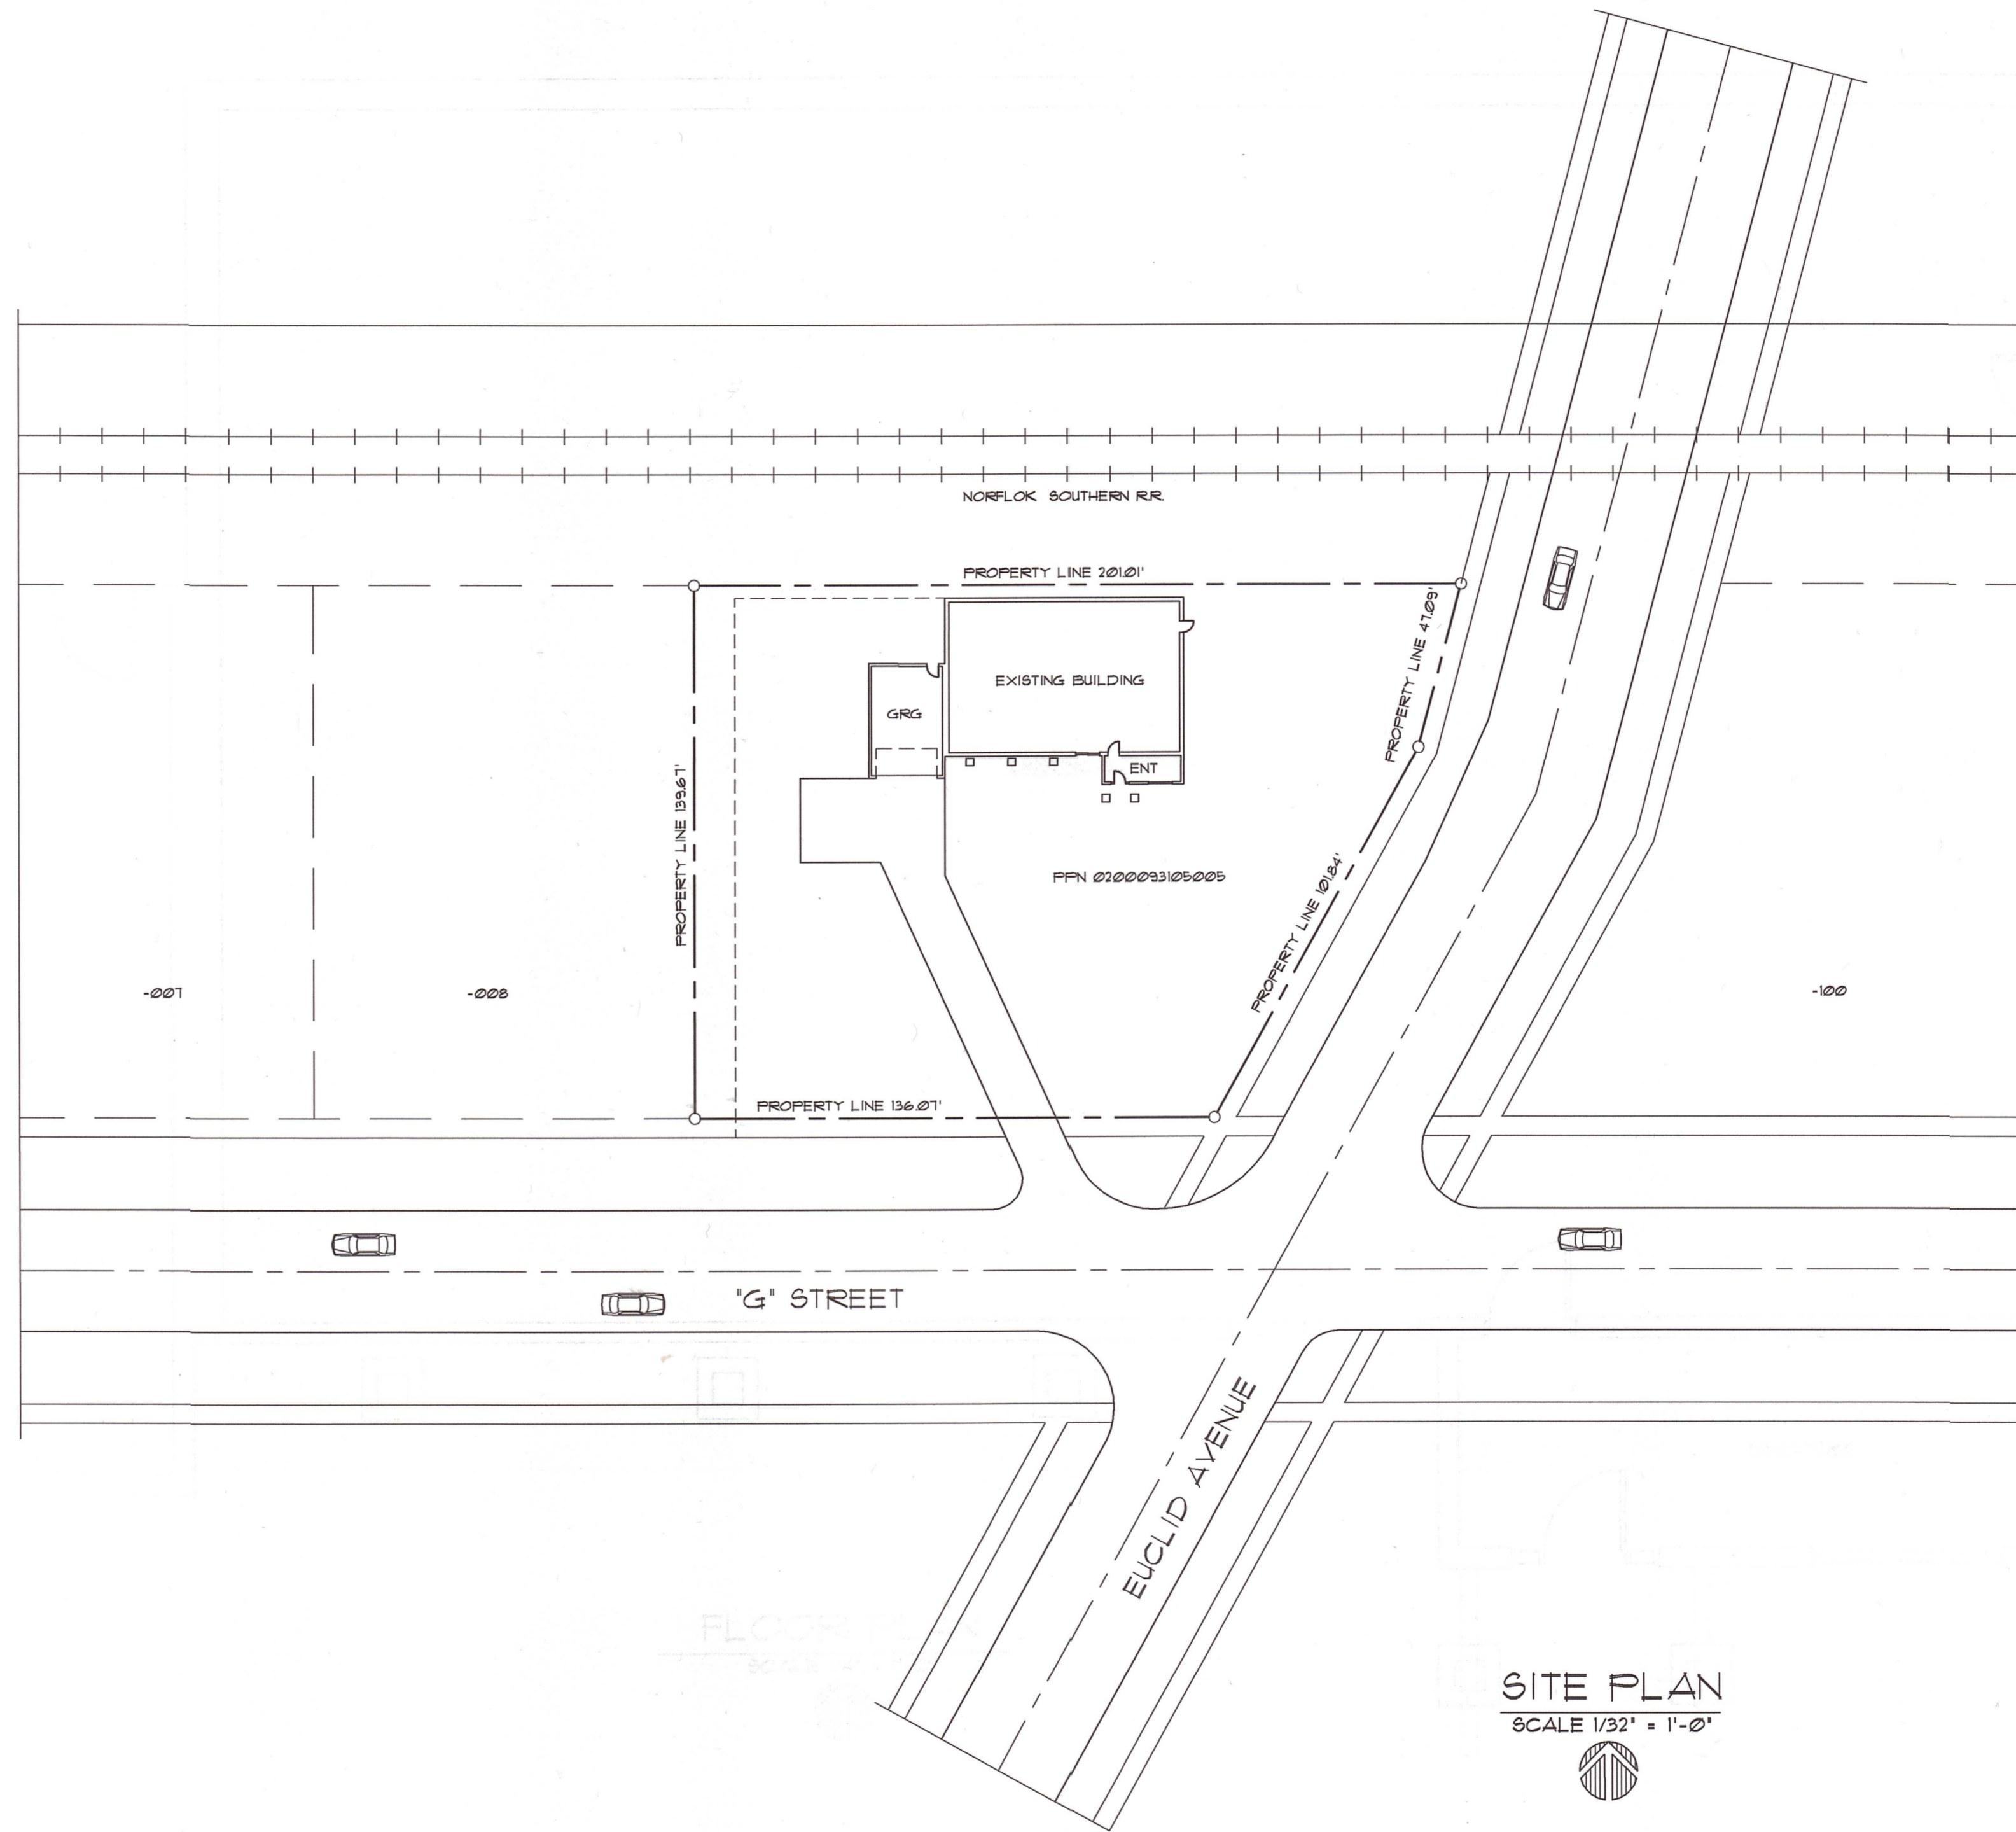 NORFLOK SOUTHERN R.R.
PROPERTY LINE 201.01'
PROPERTY LINE 47.09'
EXISTING BUILDING
GRG
ENT
PROPERTY LINE 139.67'
PPN 0200093105005
PROPERTY LINE 101.84'
-007
-008
-100
PROPERTY LINE 136.07'
"G" STREET
EUCLID AVENUE
SITE PLAN
SCALE 1/32" = 1'-0"